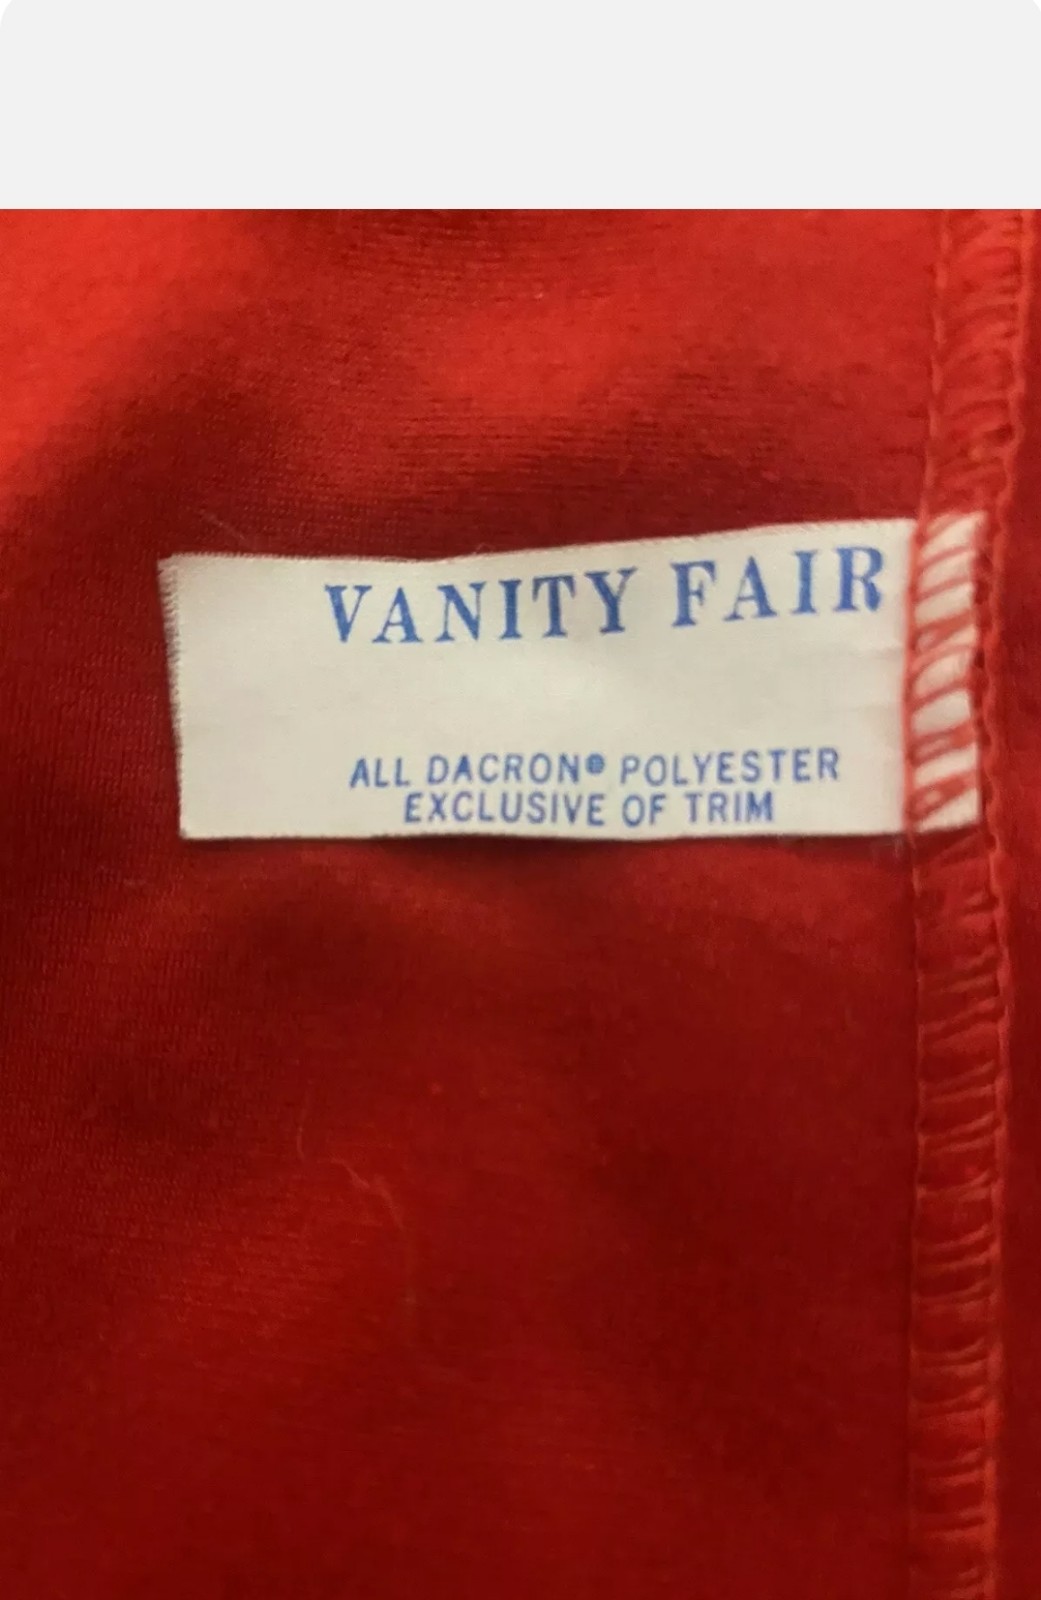 VANITY FAIR
ALL DACRON® POLYESTER
EXCLUSIVE OF TRIM